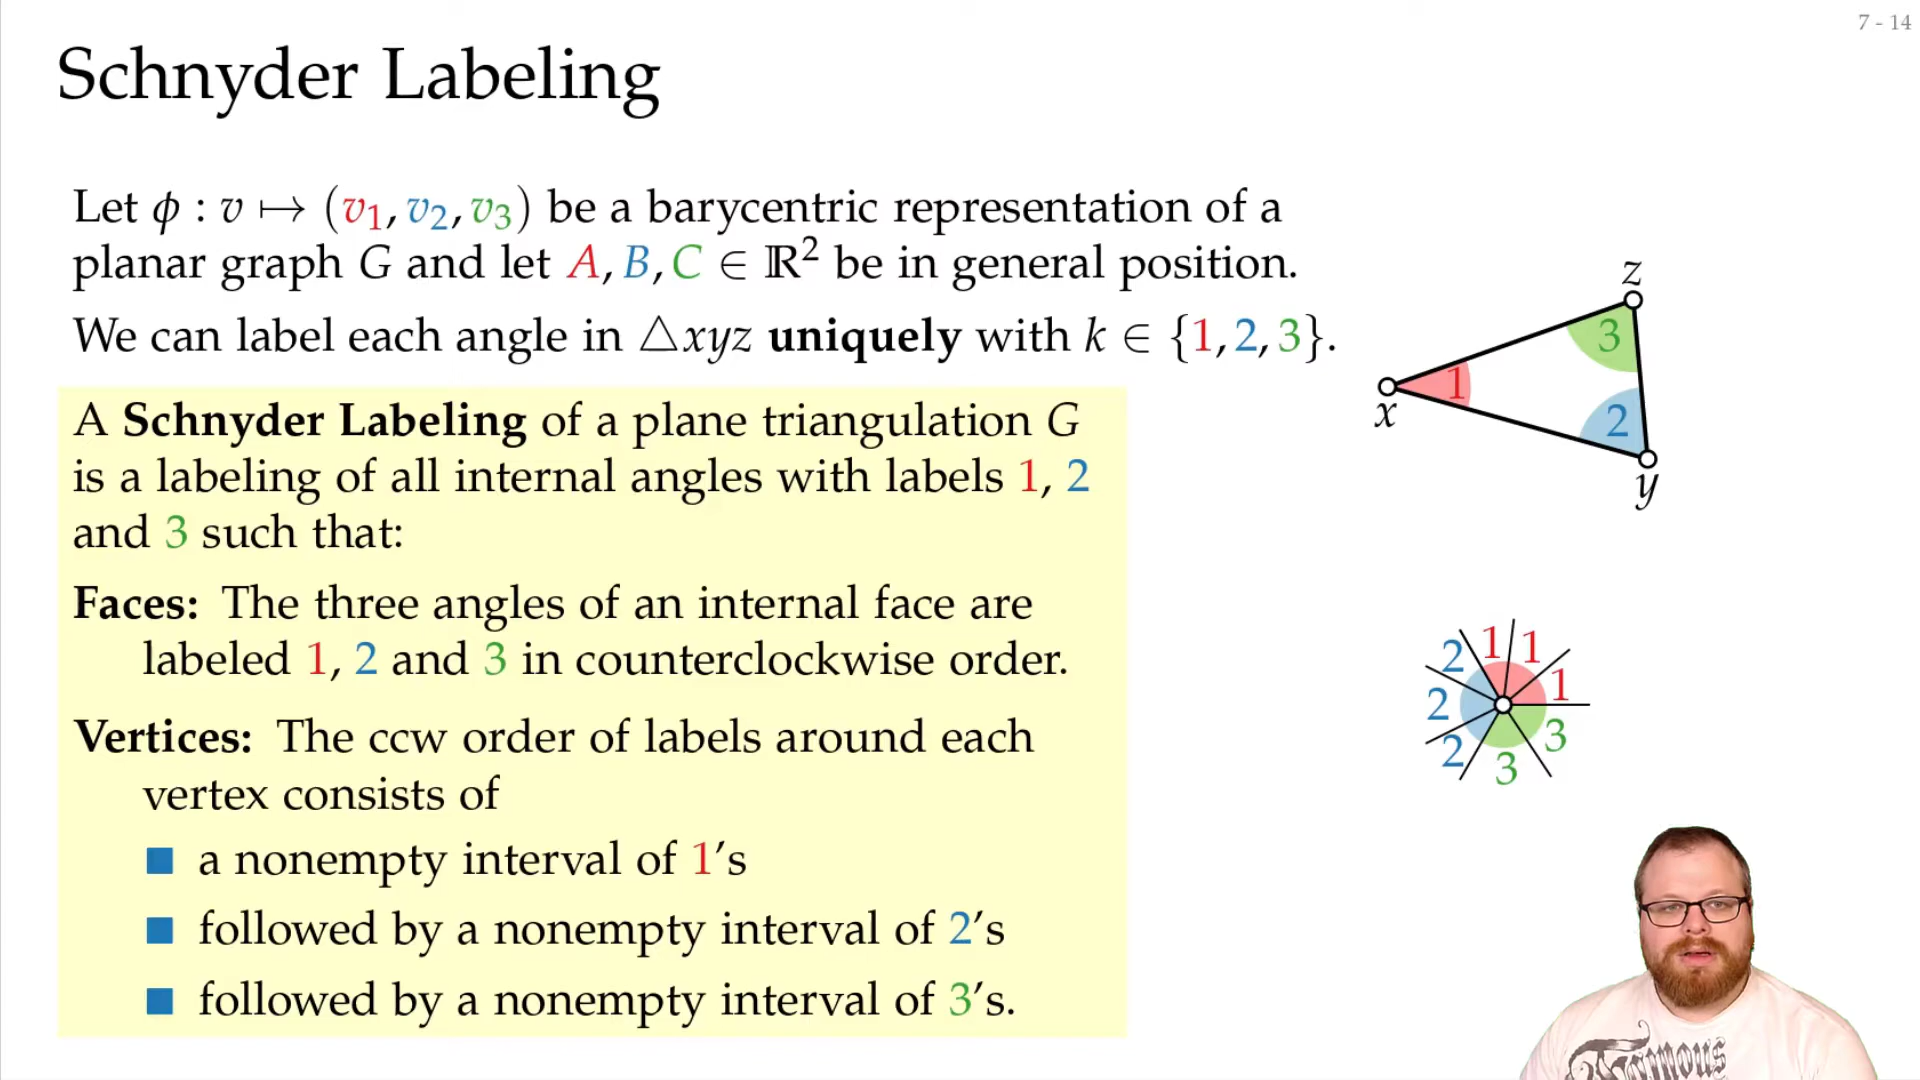 7 - 14
Schnyder Labeling
Let ϕ : v ↦ (v₁, v₂, v₃) be a barycentric representation of a
planar graph G and let A, B, C ∈ ℝ² be in general position.
We can label each angle in △xyz uniquely with k ∈ {1, 2, 3}.
A Schnyder Labeling of a plane triangulation G
is a labeling of all internal angles with labels 1, 2
and 3 such that:
Faces: The three angles of an internal face are
labeled 1, 2 and 3 in counterclockwise order.
Vertices: The ccw order of labels around each
vertex consists of
a nonempty interval of 1's
followed by a nonempty interval of 2's
followed by a nonempty interval of 3's.
z
3
1
x
2
y
2 1 1
2 1
2 3
3
Famous